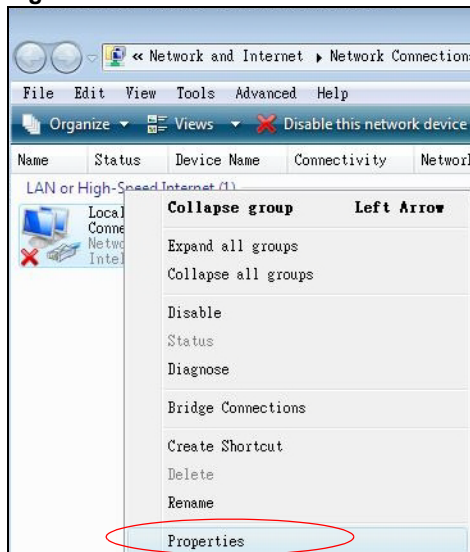 « Network and Internet ▸ Network Connection
File Edit View Tools Advanced Help
Organize Views Disable this network device
Name Status Device Name Connectivity Networ
LAN or High-Speed Internet (1)
Local
Conne
Netwo
Intel
Collapse group Left Arrow
Expand all groups
Collapse all groups
Disable
Status
Diagnose
Bridge Connections
Create Shortcut
Delete
Rename
Properties